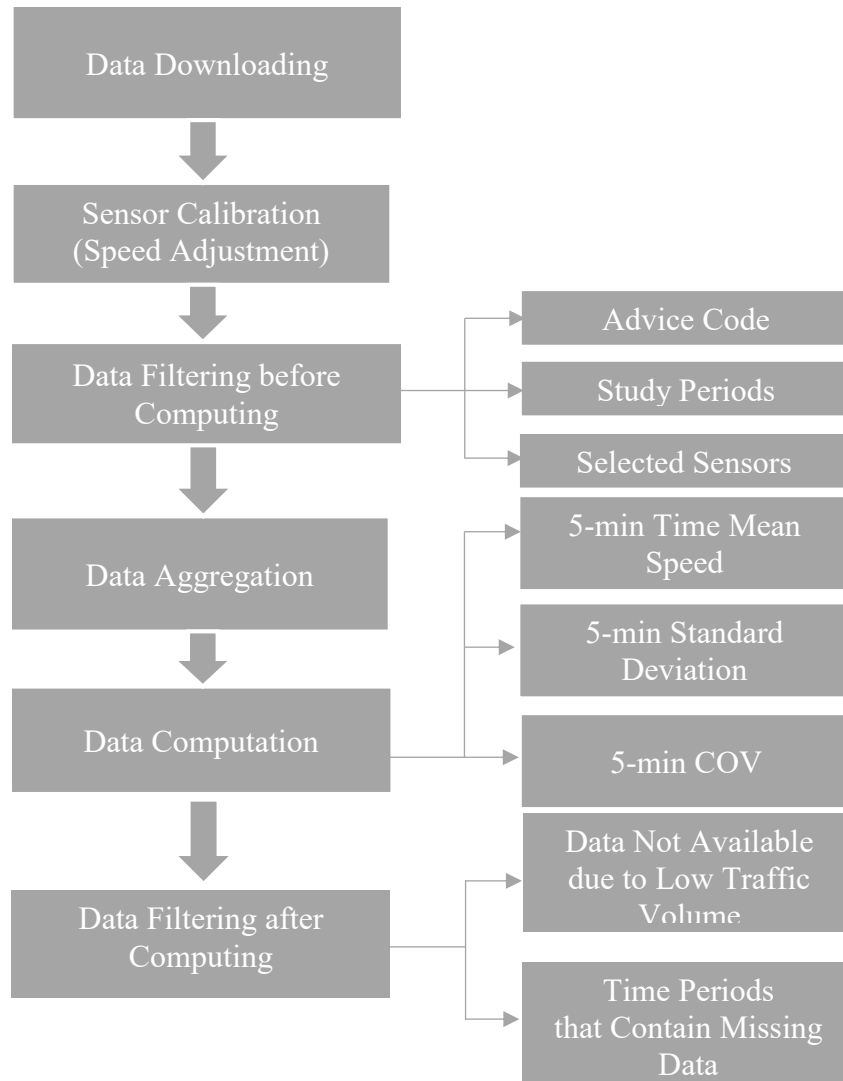 Data Downloading
Sensor Calibration
(Speed Adjustment)
Data Filtering before
Computing
Advice Code
Study Periods
Selected Sensors
Data Aggregation
5-min Time Mean
Speed
5-min Standard
Deviation
Data Computation
5-min COV
Data Filtering after
Computing
Data Not Available
due to Low Traffic
Volume
Time Periods
that Contain Missing
Data